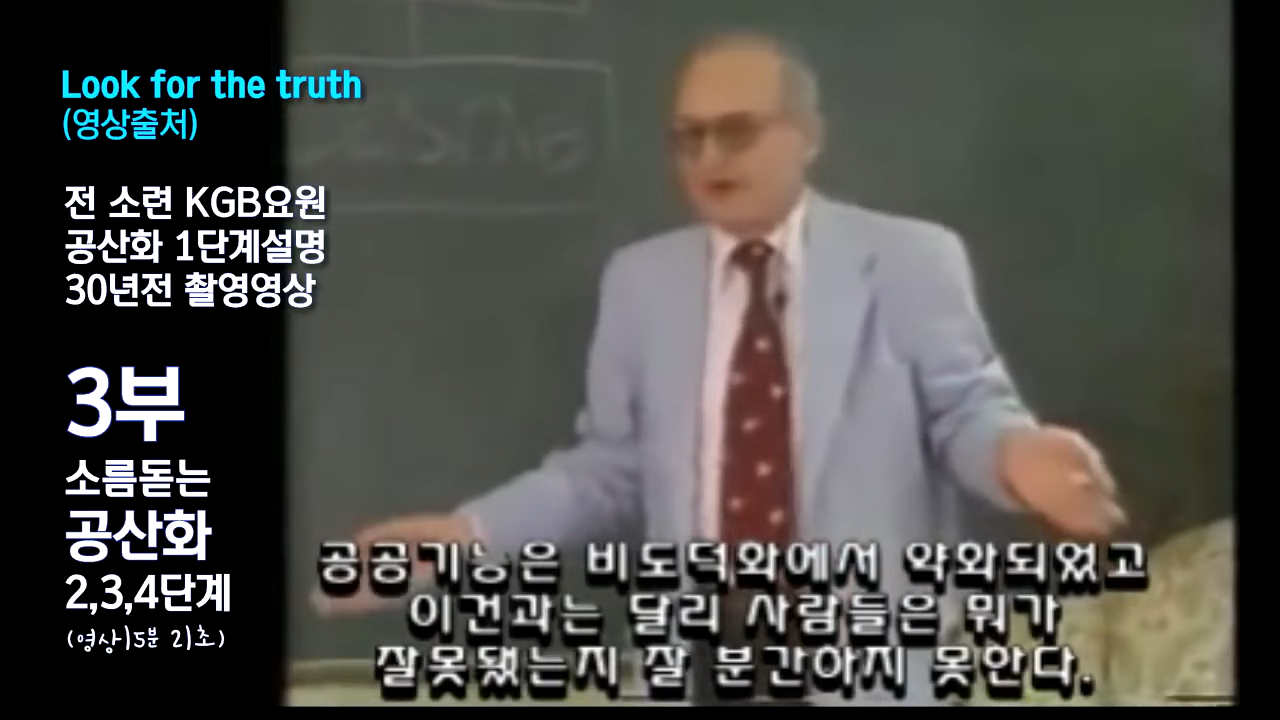 Look for the truth
(영상출처)
전 소련 KGB요원
공산화 1단계설명
30년전 촬영영상
3부
소름돋는
공산화
2,3,4단계
(영상15분 21초)
공공기능은 비도덕화에서 약화되었고
이건과는 달리 사람들은 뭐가
잘못됐는지 잘 분간하지 못한다.